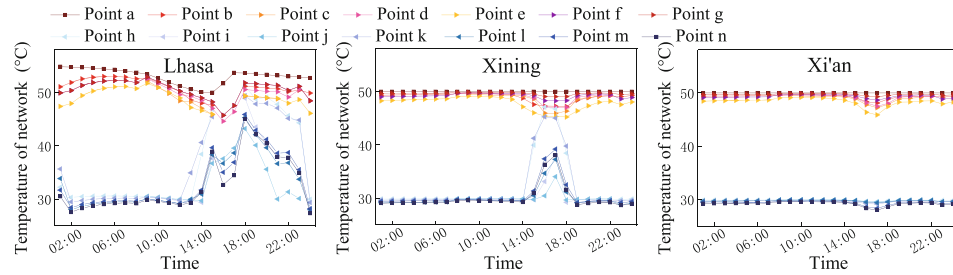 Point a Point b Point c Point d Point e Point f Point g
Point h Point i Point j Point k Point l Point m Point n
Temperature of network (°C)
50
40
30
Lhasa
02:00 06:00 10:00 14:00 18:00 22:00
Time
Temperature of network (°C)
50
40
30
Xining
02:00 06:00 10:00 14:00 18:00 22:00
Time
Temperature of network (°C)
50
40
30
Xi'an
02:00 06:00 10:00 14:00 18:00 22:00
Time